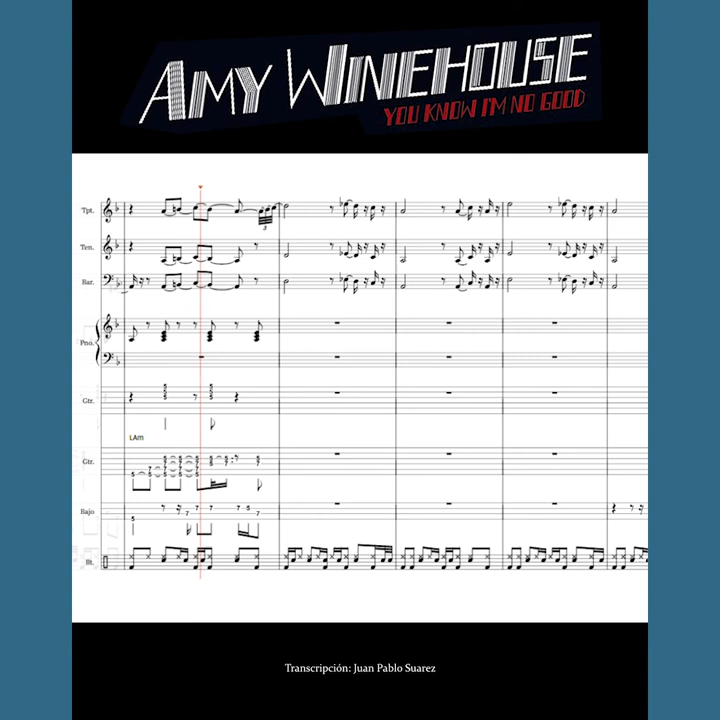 AMY WINEHOUSE
YOU KNOW I'M NO GOOD
Tpt.
Ten.
Bar.
Pno.
Gtr.
LAm
Gtr.
Bajo
Bt.
Transcripción: Juan Pablo Suarez